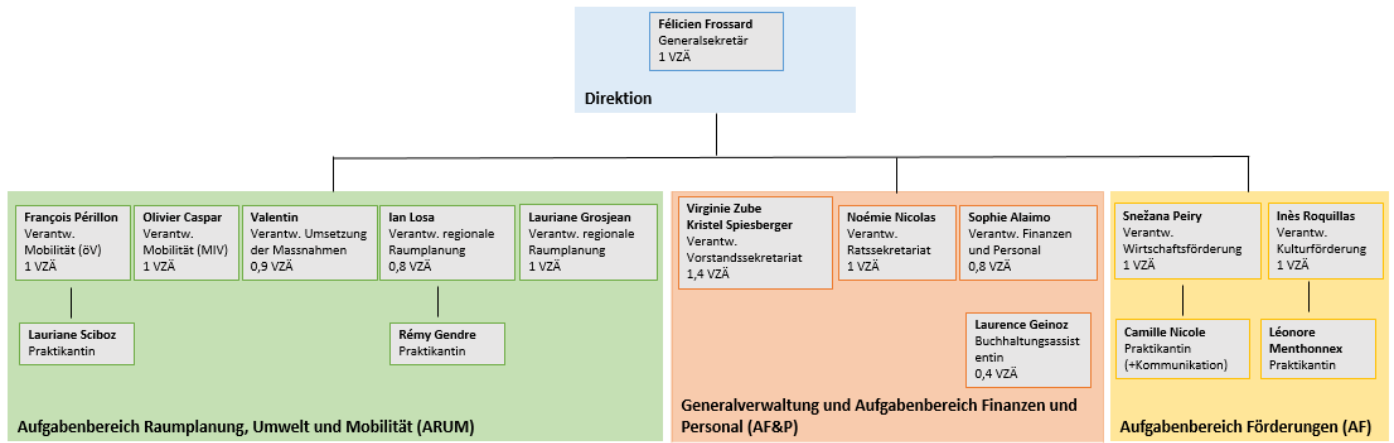 Félicien Frossard
Generalsekretär
1 VZÄ
Direktion
François Périllon
Verantw.
Mobilität (öV)
1 VZÄ
Olivier Caspar
Verantw.
Mobilität (MIV)
1 VZÄ
Valentin
Verantw. Umsetzung
der Massnahmen
0,9 VZÄ
Ian Losa
Verantw. regionale
Raumplanung
0,8 VZÄ
Lauriane Grosjean
Verantw. regionale
Raumplanung
1 VZÄ
Lauriane Sciboz
Praktikantin
Rémy Gendre
Praktikantin
Aufgabenbereich Raumplanung, Umwelt und Mobilität (ARUM)
Virginie Zube
Kristel Spiesberger
Verantw.
Vorstandssekretariat
1,4 VZÄ
Noémie Nicolas
Verantw.
Ratssekretariat
1 VZÄ
Sophie Alaimo
Verantw. Finanzen
und Personal
0,8 VZÄ
Laurence Geinoz
Buchhaltungsassist
entin
0,4 VZÄ
Generalverwaltung und Aufgabenbereich Finanzen und
Personal (AF&P)
Snežana Peiry
Verantw.
Wirtschaftsförderung
1 VZÄ
Inès Roquillas
Verantw.
Kulturförderung
1 VZÄ
Camille Nicole
Praktikantin
(+Kommunikation)
Léonore
Menthonnex
Praktikantin
Aufgabenbereich Förderungen (AF)